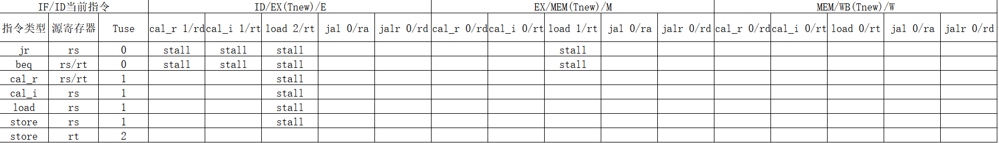 IF/ID当前指令 ID/EX(Tnew)/E EX/MEM(Tnew)/M MEM/WB(Tnew)/W
指令类型 源寄存器 Tuse cal_r 1/rd cal_i 1/rt load 2/rt jal 0/ra jalr 0/rd cal_r 0/rd cal_i 0/rt load 1/rt jal 0/ra jalr 0/rd cal_r 0/rd cal_i 0/rt load 0/rt jal 0/ra jalr 0/rd
jr rs 0 stall stall stall stall
beq rs/rt 0 stall stall stall stall
cal_r rs/rt 1 stall
cal_i rs 1 stall
load rs 1 stall
store rs 1 stall
store rt 2